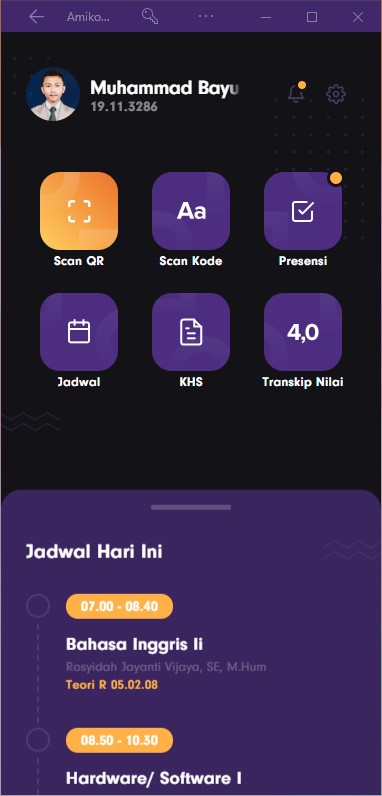 Amiko...
Muhammad Bayu
19.11.3286
Scan QR
Aa
Scan Kode
Presensi
Jadwal
KHS
4,0
Transkip Nilai
Jadwal Hari Ini
07.00 - 08.40
Bahasa Inggris Ii
Rosyidah Jayanti Vijaya, SE, M.Hum
Teori R 05.02.08
08.50 - 10.30
Hardware/ Software I